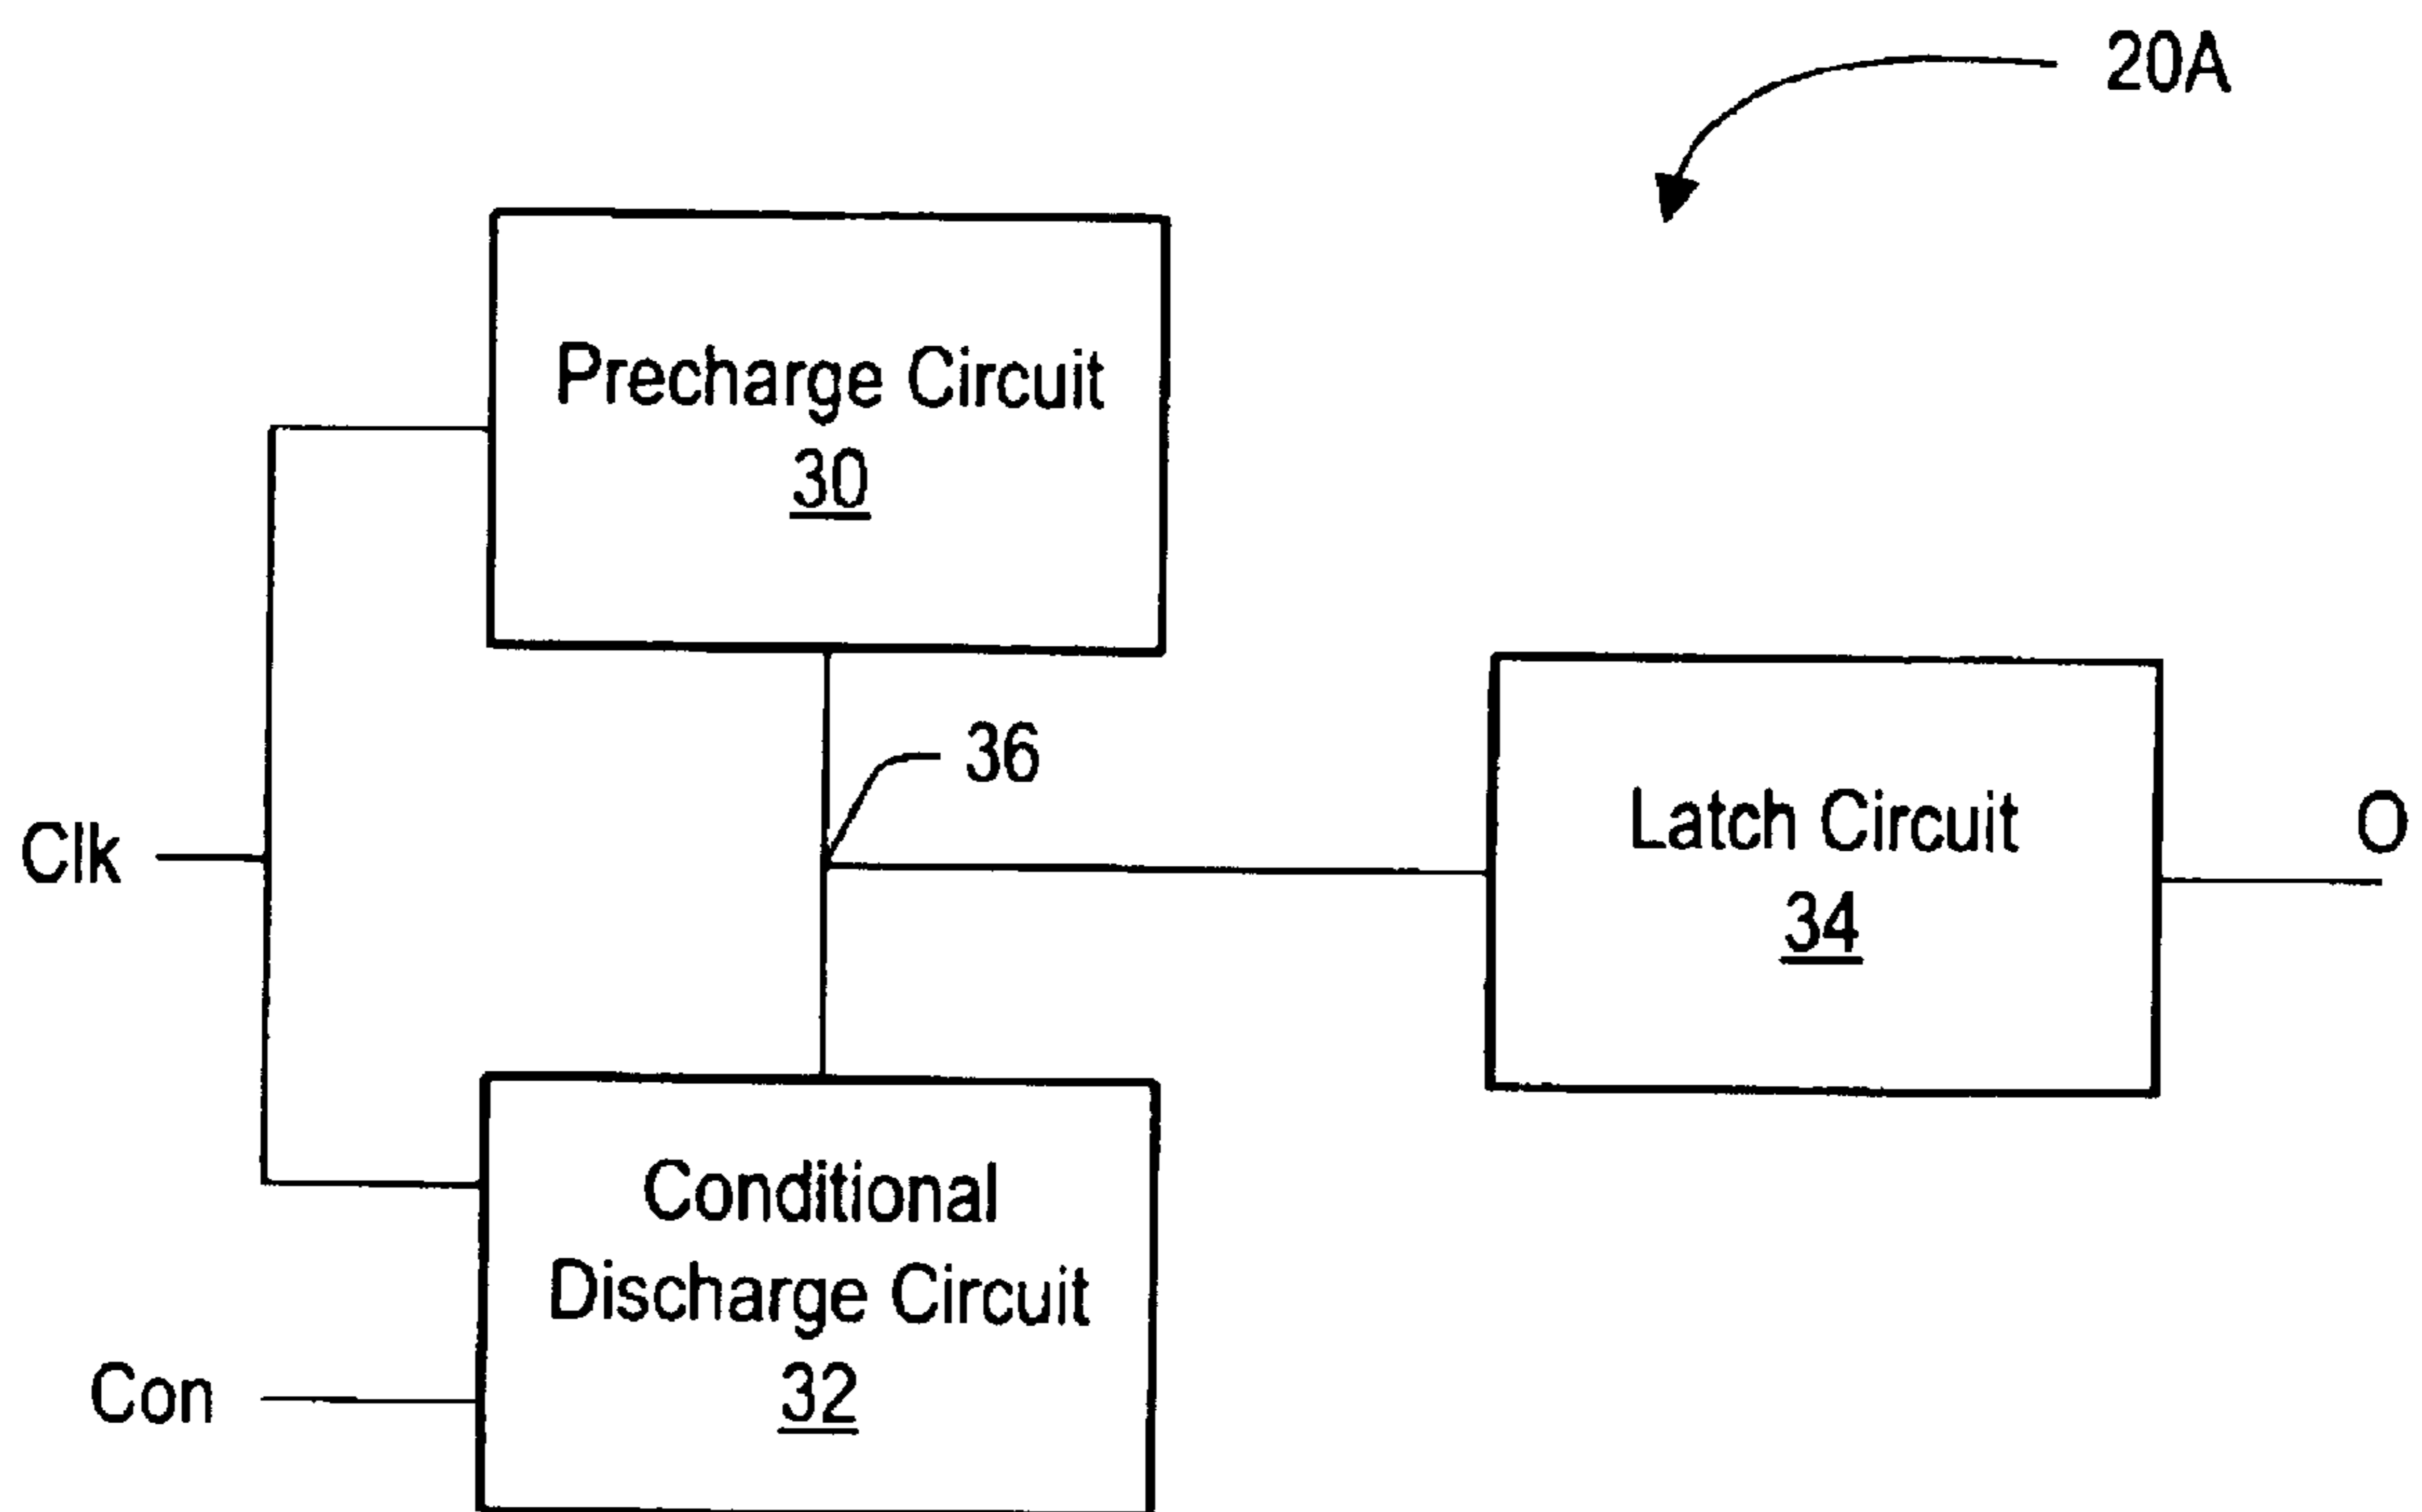 20A
Precharge Circuit
30
36
Clk
Latch Circuit
34
O
Conditional
Discharge Circuit
32
Con